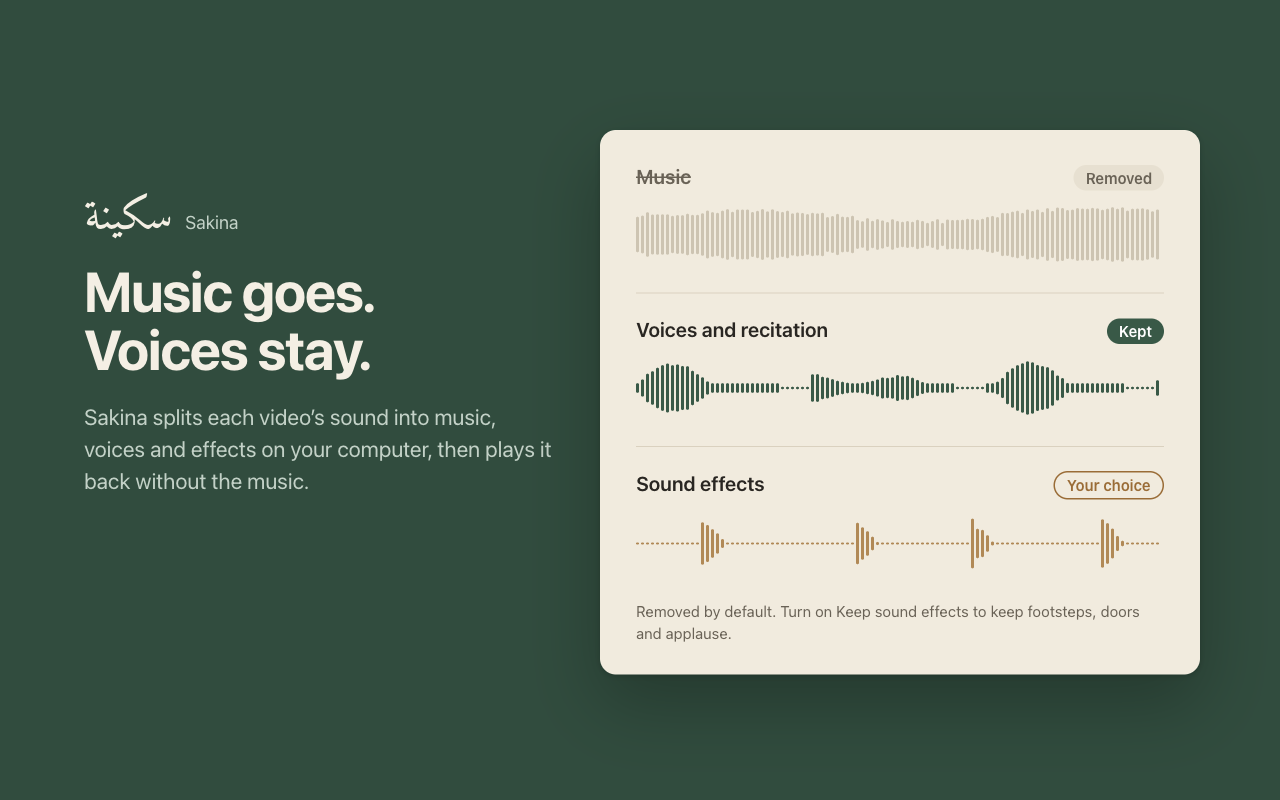 سكينة Sakina
Music goes.
Voices stay.
Sakina splits each video’s sound into music,
voices and effects on your computer, then plays it
back without the music.
Music Removed
Voices and recitation Kept
Sound effects Your choice
Removed by default. Turn on Keep sound effects to keep footsteps, doors
and applause.